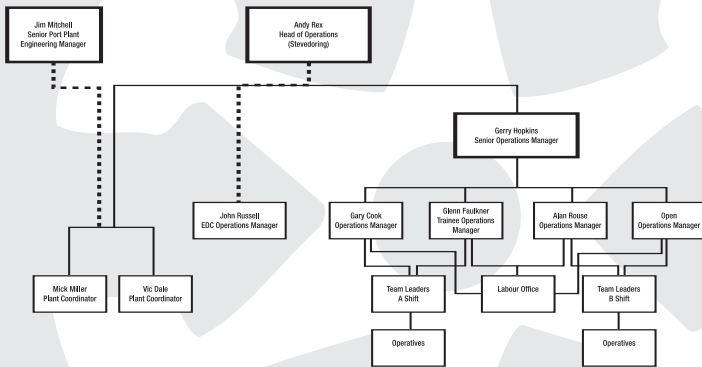 Jim Mitchell
Senior Port Plant
Engineering Manager
Andy Rex
Head of Operations
(Stevedoring)
Gerry Hopkins
Senior Operations Manager
John Russell
EDC Operations Manager
Gary Cook
Operations Manager
Glenn Faulkner
Trainee Operations
Manager
Alan Rouse
Operations Manager
Open
Operations Manager
Mick Miller
Plant Coordinator
Vic Dale
Plant Coordinator
Team Leaders
A Shift
Labour Office
Team Leaders
B Shift
Operatives
Operatives